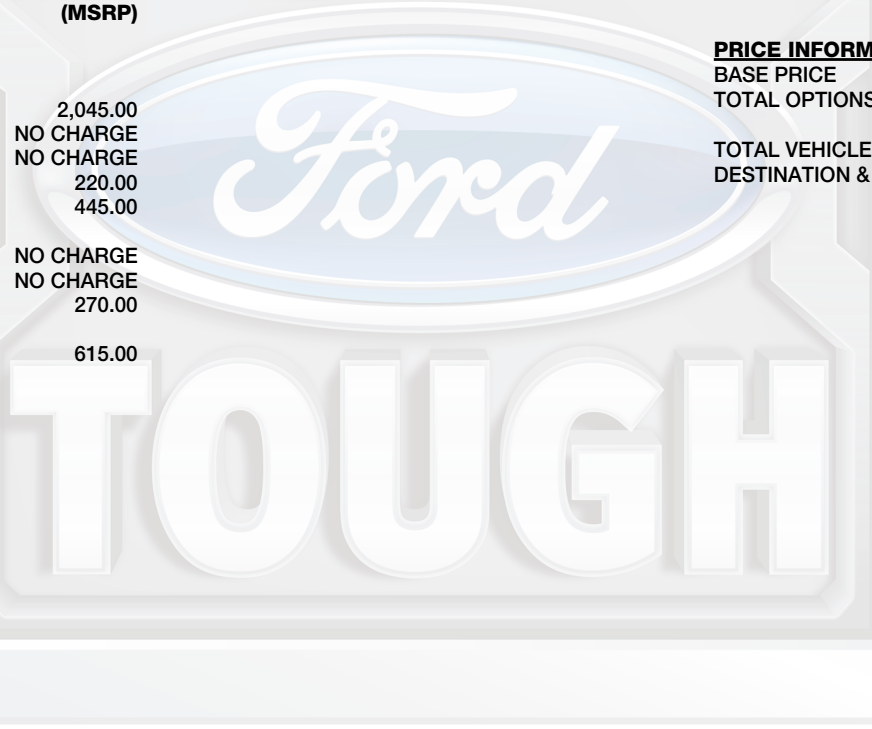 (MSRP)
2,045.00
NO CHARGE
NO CHARGE
220.00
445.00
NO CHARGE
NO CHARGE
270.00
615.00
PRICE INFORM
BASE PRICE
TOTAL OPTIONS
TOTAL VEHICLE
DESTINATION &
Ford
TOUGH